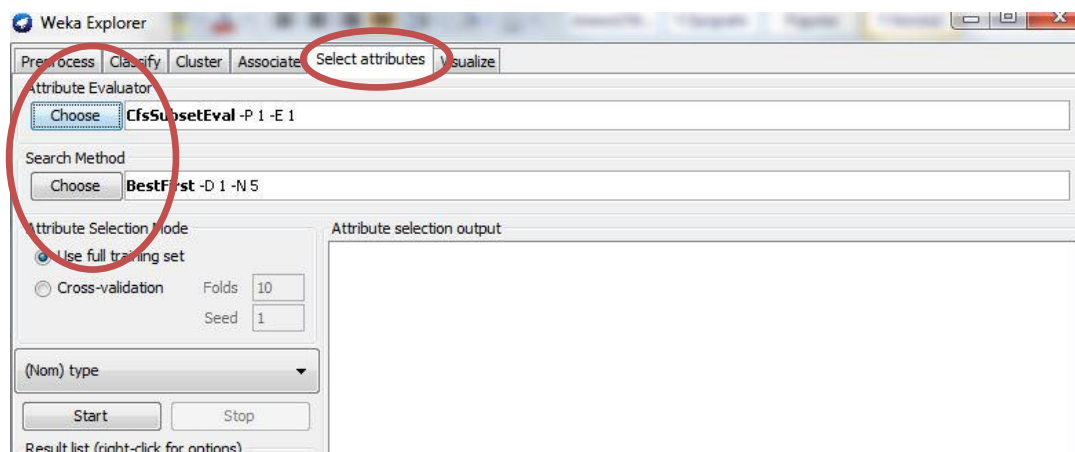 Weka Explorer
Preprocess Classify Cluster Associate Select attributes Visualize
Attribute Evaluator
Choose CfsSubsetEval -P 1 -E 1
Search Method
Choose BestFirst -D 1 -N 5
Attribute Selection Mode
Attribute selection output
Use full training set
Cross-validation Folds 10
Seed 1
(Nom) type
Start Stop
Result list (right-click for options)